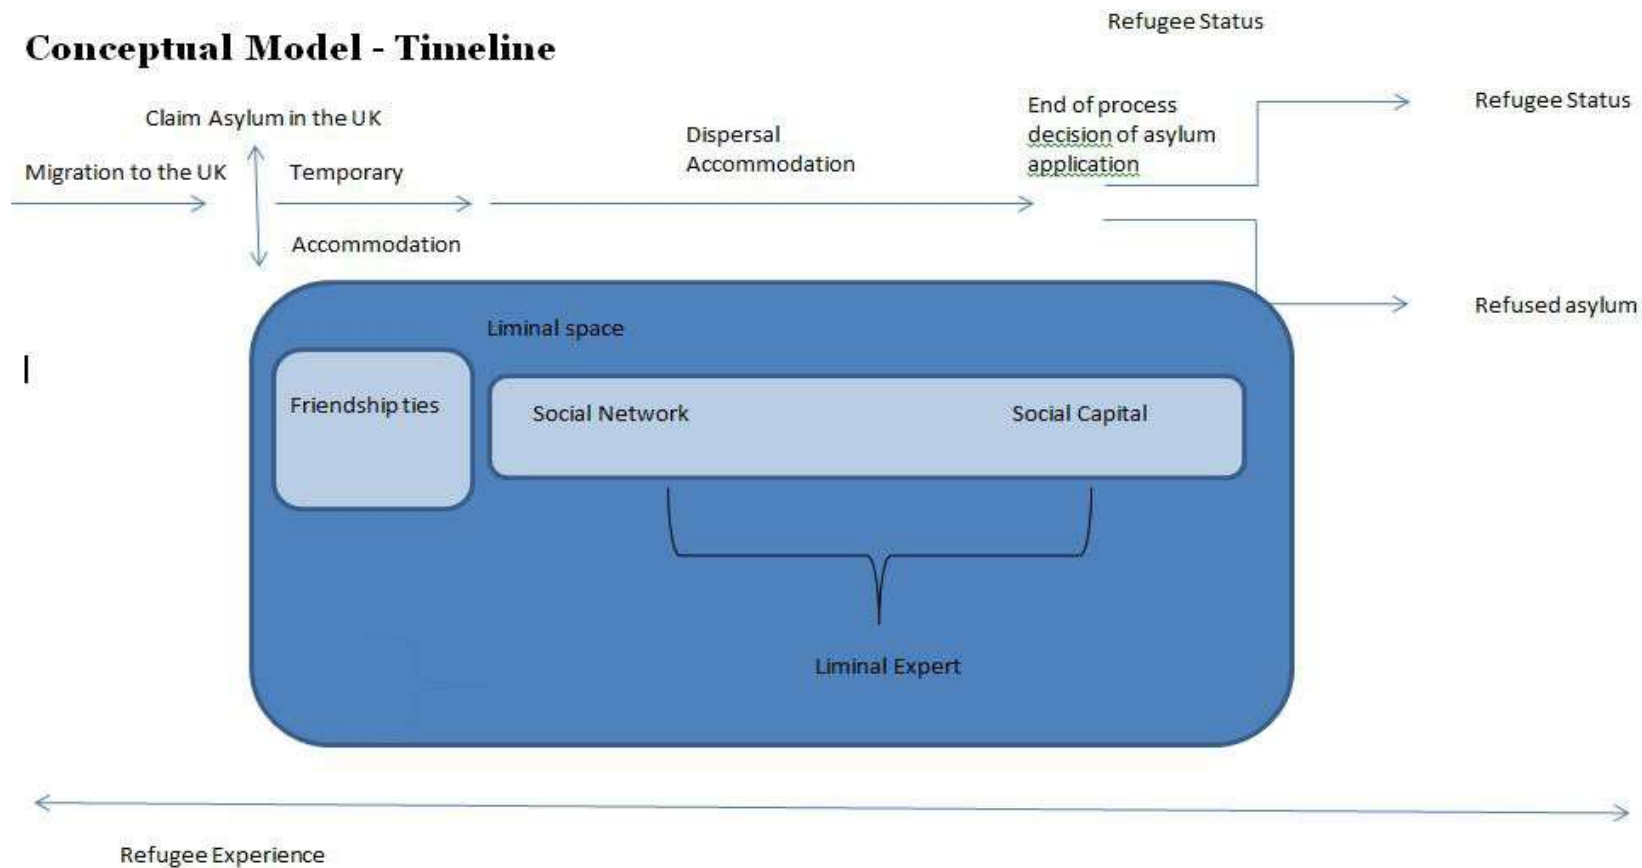 Refugee Status
Conceptual Model - Timeline
Claim Asylum in the UK
Migration to the UK
Temporary
Accommodation
Dispersal
Accommodation
End of process
decision of asylum
application
Refugee Status
Refused asylum
Liminal space
Friendship ties
Social Network
Social Capital
Liminal Expert
Refugee Experience